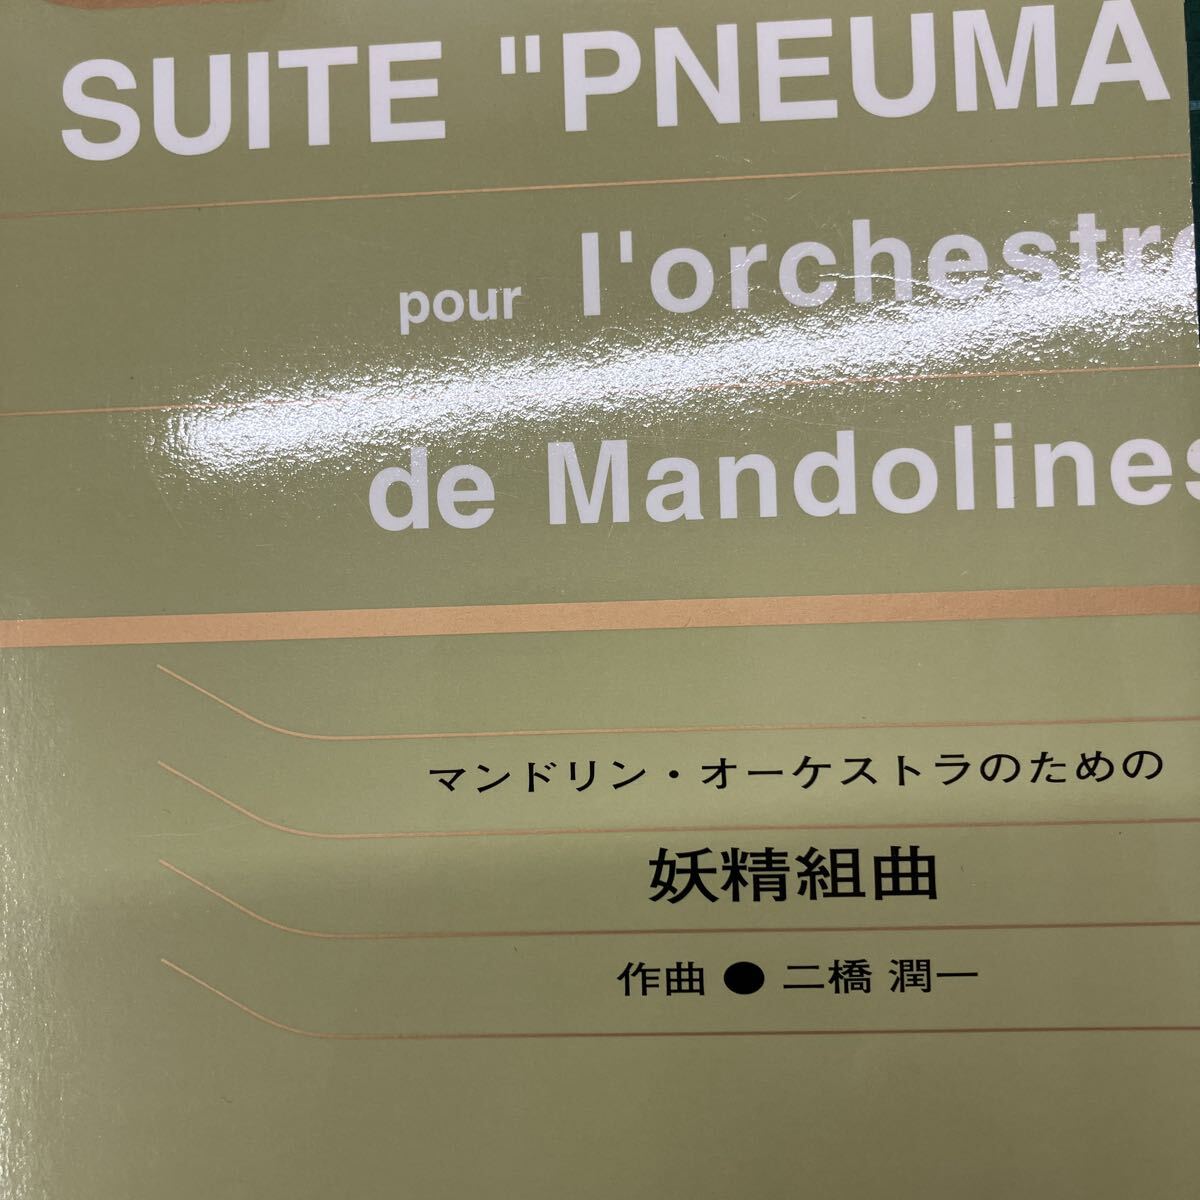 SUITE "PNEUMA
pour l'orchestre
de Mandolines
マンドリン・オーケストラのための
妖精組曲
作曲 ● 二橋 潤一